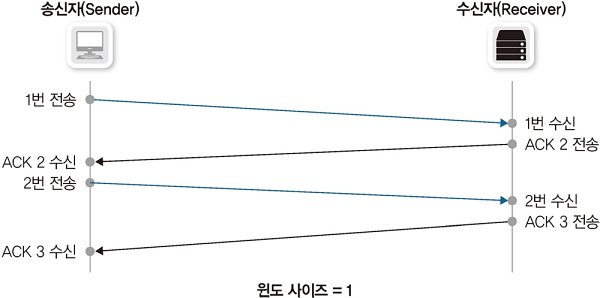 송신자(Sender)
수신자(Receiver)
1번 전송
1번 수신
ACK 2 전송
ACK 2 수신
2번 전송
2번 수신
ACK 3 전송
ACK 3 수신
윈도 사이즈 = 1